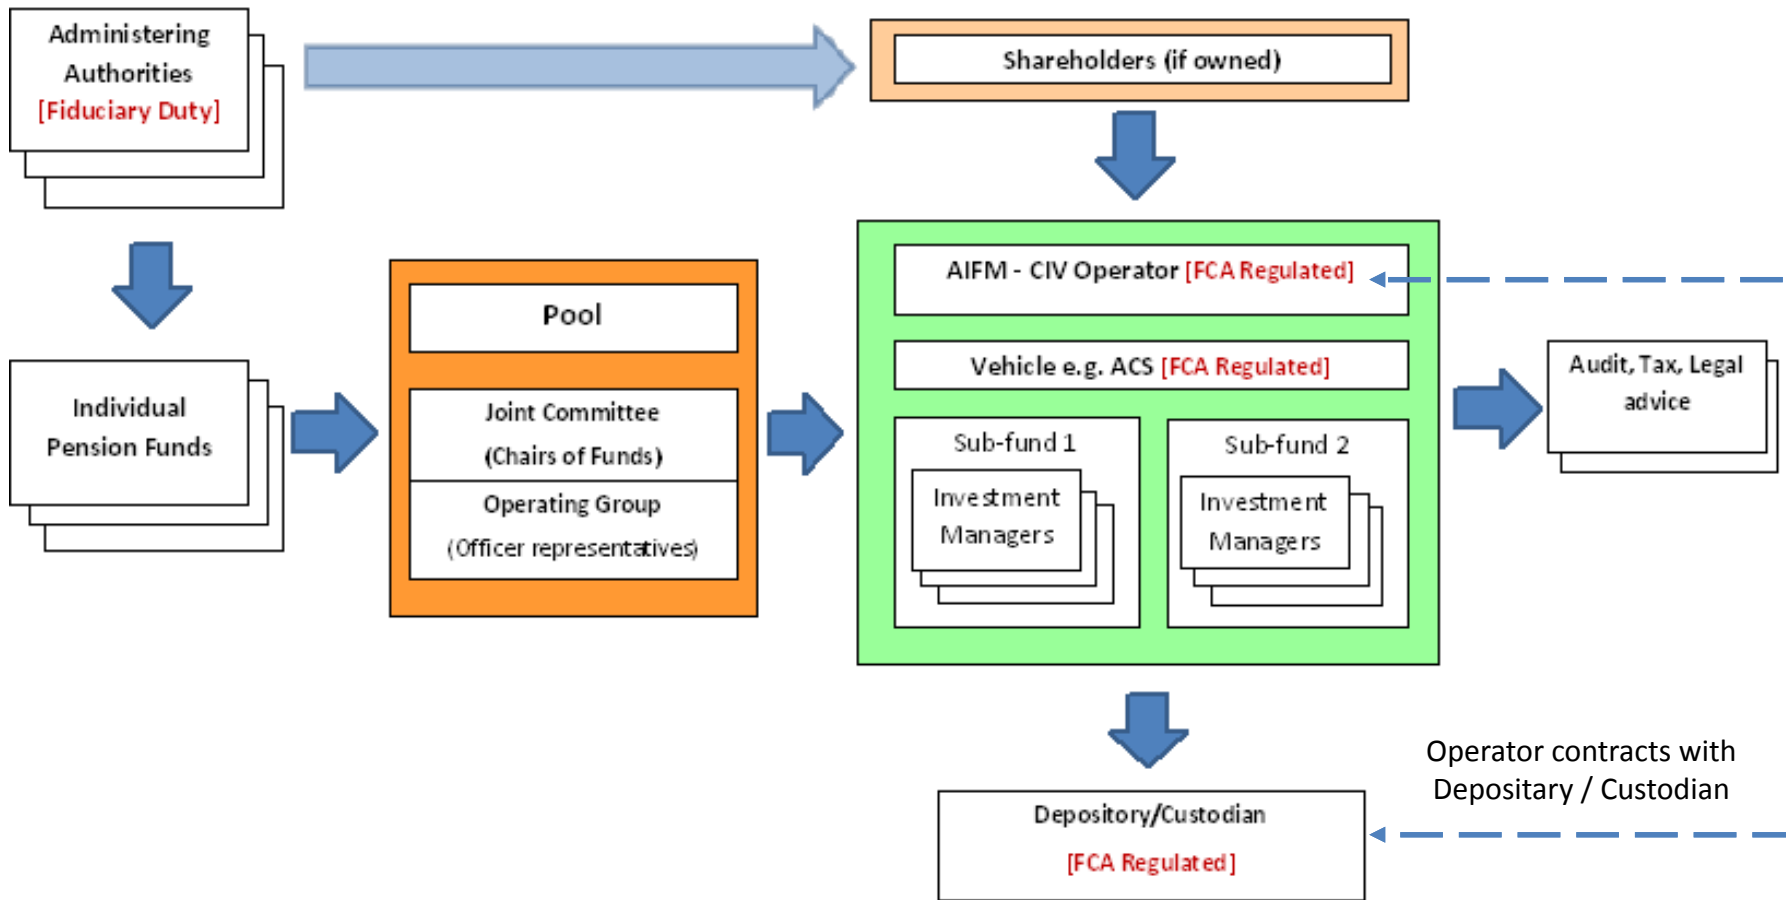 Administering
Authorities
[Fiduciary Duty]
Shareholders (if owned)
Individual
Pension Funds
Pool
Joint Committee
(Chairs of Funds)
Operating Group
(Officer representatives)
AIFM - CIV Operator [FCA Regulated]
Vehicle e.g. ACS [FCA Regulated]
Sub-fund 1
Investment
Managers
Sub-fund 2
Investment
Managers
Audit, Tax, Legal
advice
Operator contracts with
Depositary / Custodian
Depository/Custodian
[FCA Regulated]